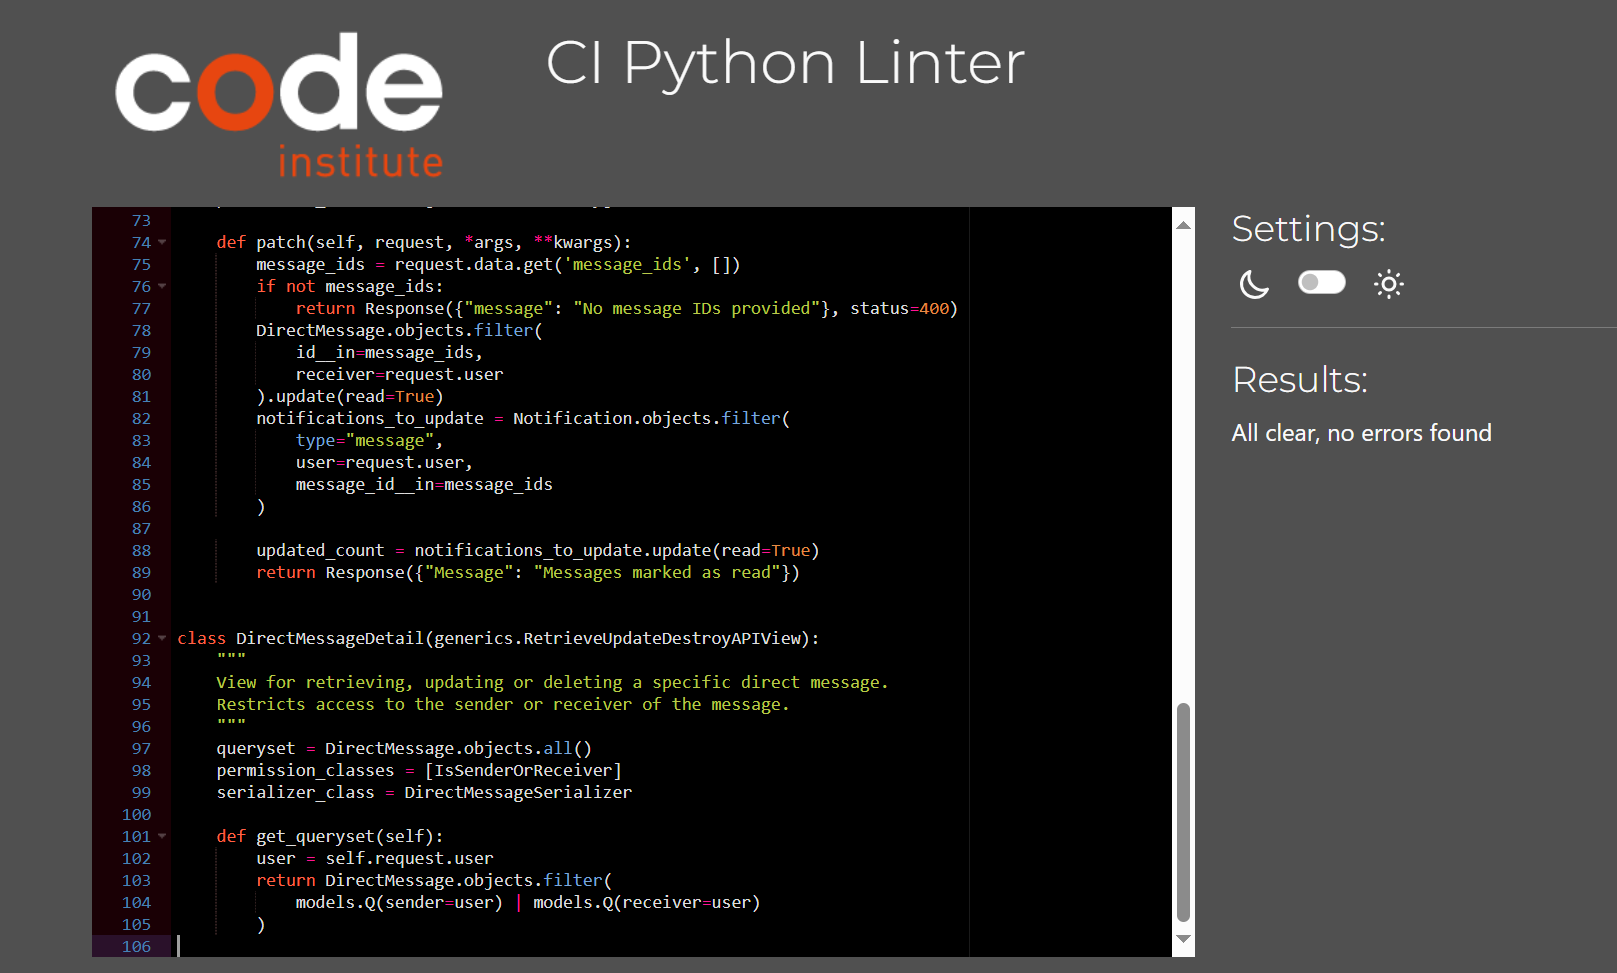 code
institute
CI Python Linter
73
74 def patch(self, request, *args, **kwargs):
75 message_ids = request.data.get('message_ids', [])
76 if not message_ids:
77 return Response({"message": "No message IDs provided"}, status=400)
78 DirectMessage.objects.filter(
79 id__in=message_ids,
80 receiver=request.user
81 ).update(read=True)
82 notifications_to_update = Notification.objects.filter(
83 type="message",
84 user=request.user,
85 message_id__in=message_ids
86 )
87
88 updated_count = notifications_to_update.update(read=True)
89 return Response({"Message": "Messages marked as read"})
90
91
92 class DirectMessageDetail(generics.RetrieveUpdateDestroyAPIView):
93 """
94 View for retrieving, updating or deleting a specific direct message.
95 Restricts access to the sender or receiver of the message.
96 """
97 queryset = DirectMessage.objects.all()
98 permission_classes = [IsSenderOrReceiver]
99 serializer_class = DirectMessageSerializer
100
101 def get_queryset(self):
102 user = self.request.user
103 return DirectMessage.objects.filter(
104 models.Q(sender=user) | models.Q(receiver=user)
105 )
106
Settings:
Results:
All clear, no errors found